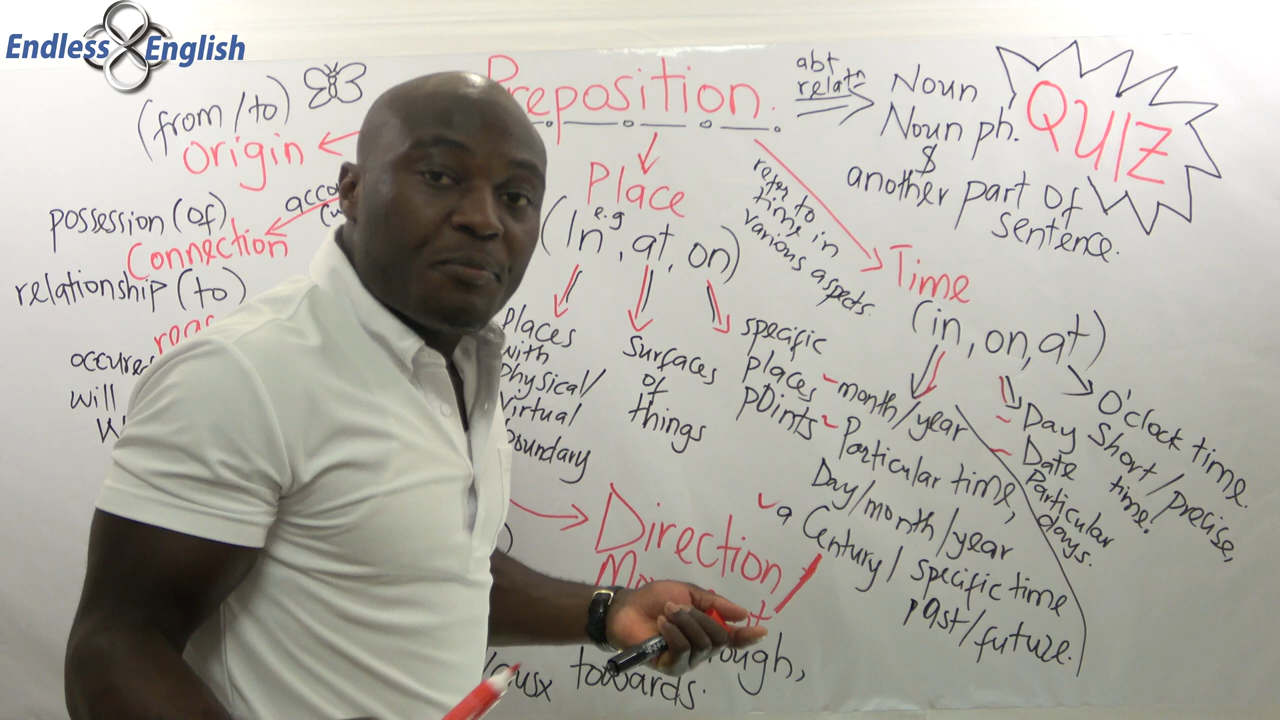 Endless English
Preposition.
abt
relatn
Noun
Noun ph.
$
another part of
sentence.
QUIZ
(from/to)
Origin
possession (of)
Connection
relationship (to)
will
Place
e.g
(In, at, on)
places
with
physical/
virtual
boundary
surfaces
of
things
specific
places
points
refer to
time in
various aspects.
Time
(in, on, at)
month/year
Particular time,
Day/month/year
a Century/ specific time
past/future.
Day
Date
Particular
days.
O'clock time.
Short/precise,
time.
Direction
towards.